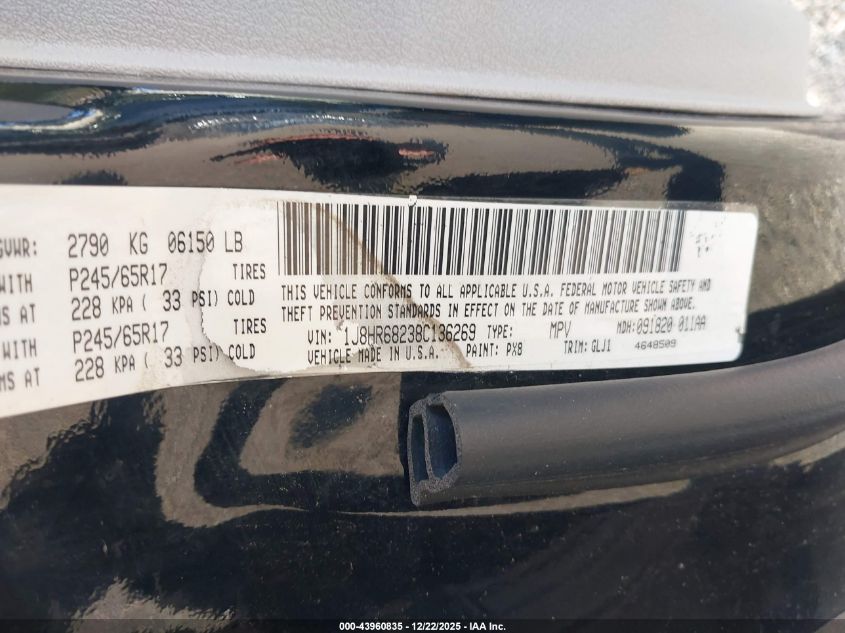 GVWR: 2790 KG 06150 LB
WITH P245/65R17 TIRES
MS AT 228 KPA ( 33 PSI) COLD
WITH P245/65R17 TIRES
MS AT 228 KPA ( 33 PSI) COLD
THIS VEHICLE CONFORMS TO ALL APPLICABLE U.S.A. FEDERAL MOTOR VEHICLE SAFETY AND
THEFT PREVENTION STANDARDS IN EFFECT ON THE DATE OF MANUFACTURE SHOWN ABOVE.
VIN: 1J8HR68238C136269 TYPE: MPV MDH:091820 011AA
VEHICLE MADE IN U.S.A. PAINT: PX8 TRIM: GLJ1 4648509
000-43960835 - 12/22/2025 - IAA Inc.